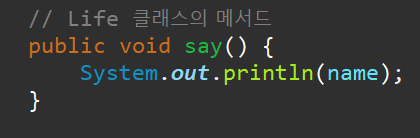 // Life 클래스의 메서드
public void say() {
    System.out.println(name);
}